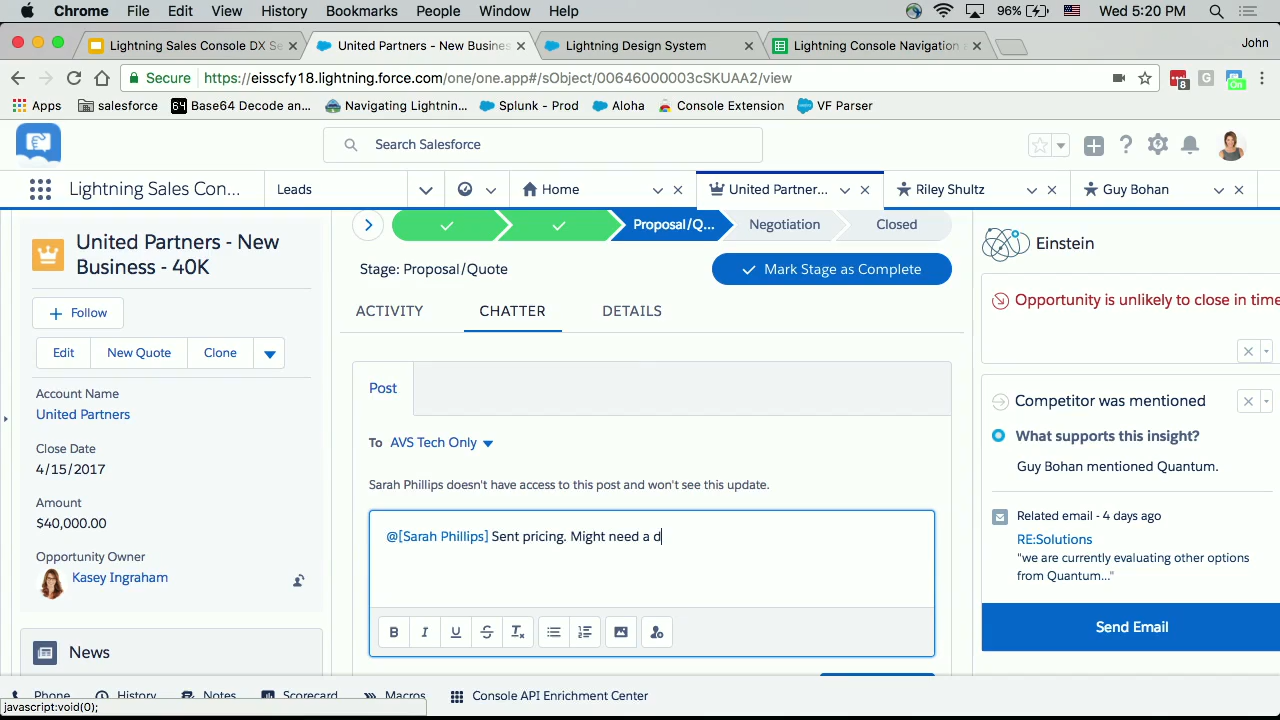 Chrome File Edit View History Bookmarks People Window Help 96% Wed 5:20 PM
Lightning Sales Console DX Se × United Partners - New Busines × Lightning Design System × Lightning Console Navigation a × John
Secure https://eisscfy18.lightning.force.com/one/one.app#/sObject/00646000003cSKUAA2/view 8 G On
Apps salesforce 64 Base64 Decode an... Navigating Lightnin... Splunk - Prod Aloha Console Extension VF Parser
Search Salesforce
Lightning Sales Con... Leads Home United Partner... Riley Shultz Guy Bohan
United Partners - New
Business - 40K
Follow
Edit New Quote Clone
Account Name
United Partners
Close Date
4/15/2017
Amount
$40,000.00
Opportunity Owner
Kasey Ingraham
News
Proposal/Q... Negotiation Closed
Stage: Proposal/Quote Mark Stage as Complete
ACTIVITY CHATTER DETAILS
Post
To AVS Tech Only
Sarah Phillips doesn't have access to this post and won't see this update.
@[Sarah Phillips] Sent pricing. Might need a d
B I U S Tx
Einstein
Opportunity is unlikely to close in time
Competitor was mentioned
What supports this insight?
Guy Bohan mentioned Quantum.
Related email - 4 days ago
RE:Solutions
"we are currently evaluating other options
from Quantum..."
Send Email
Phone History Notes Scorecard Macros Console API Enrichment Center
javascript:void(0);